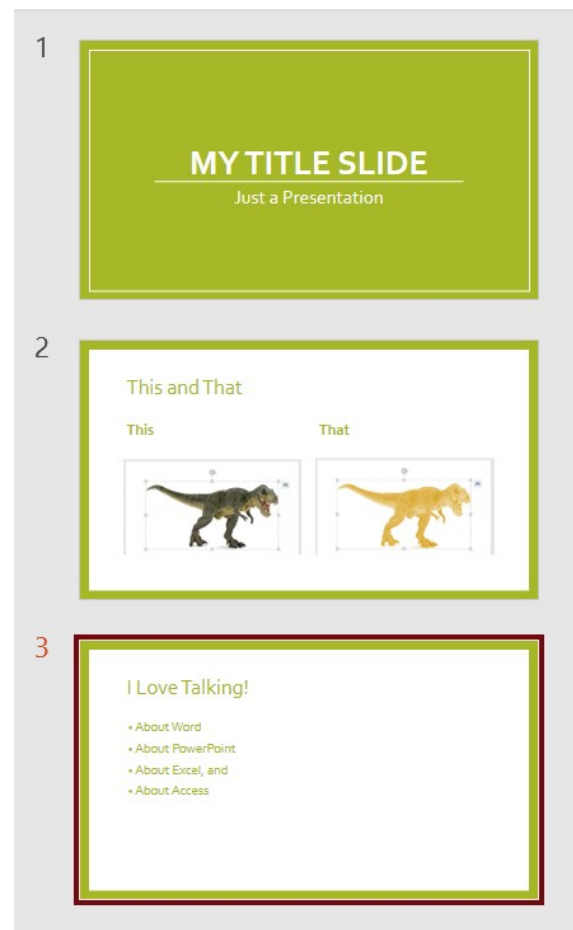 1
MY TITLE SLIDE
Just a Presentation
2
This and That
This That
3
I Love Talking!
• About Word
• About PowerPoint
• About Excel, and
• About Access